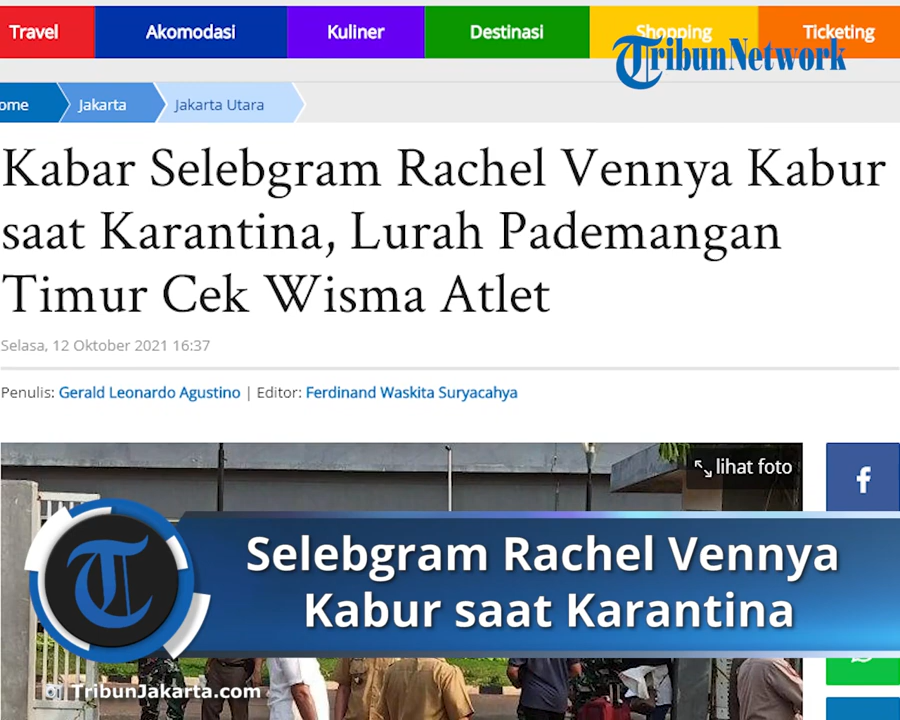 Travel
Akomodasi
Kuliner
Destinasi
Shopping
Ticketing
TribunNetwork
ome
Jakarta
Jakarta Utara
Kabar Selebgram Rachel Vennya Kabur
saat Karantina, Lurah Pademangan
Timur Cek Wisma Atlet
Selasa, 12 Oktober 2021 16:37
Penulis: Gerald Leonardo Agustino | Editor: Ferdinand Waskita Suryacahya
lihat foto
f
T
Selebgram Rachel Vennya
Kabur saat Karantina
TribunJakarta.com